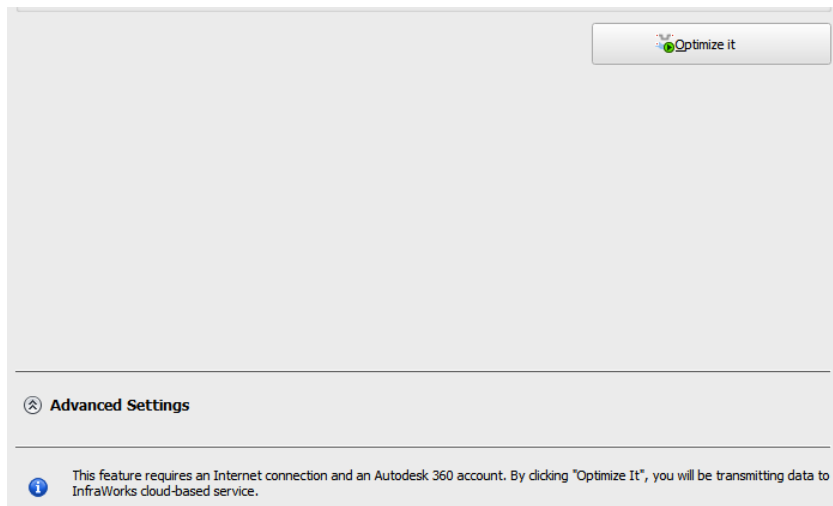 Optimize it
Advanced Settings
This feature requires an Internet connection and an Autodesk 360 account. By clicking "Optimize It", you will be transmitting data to
InfraWorks cloud-based service.